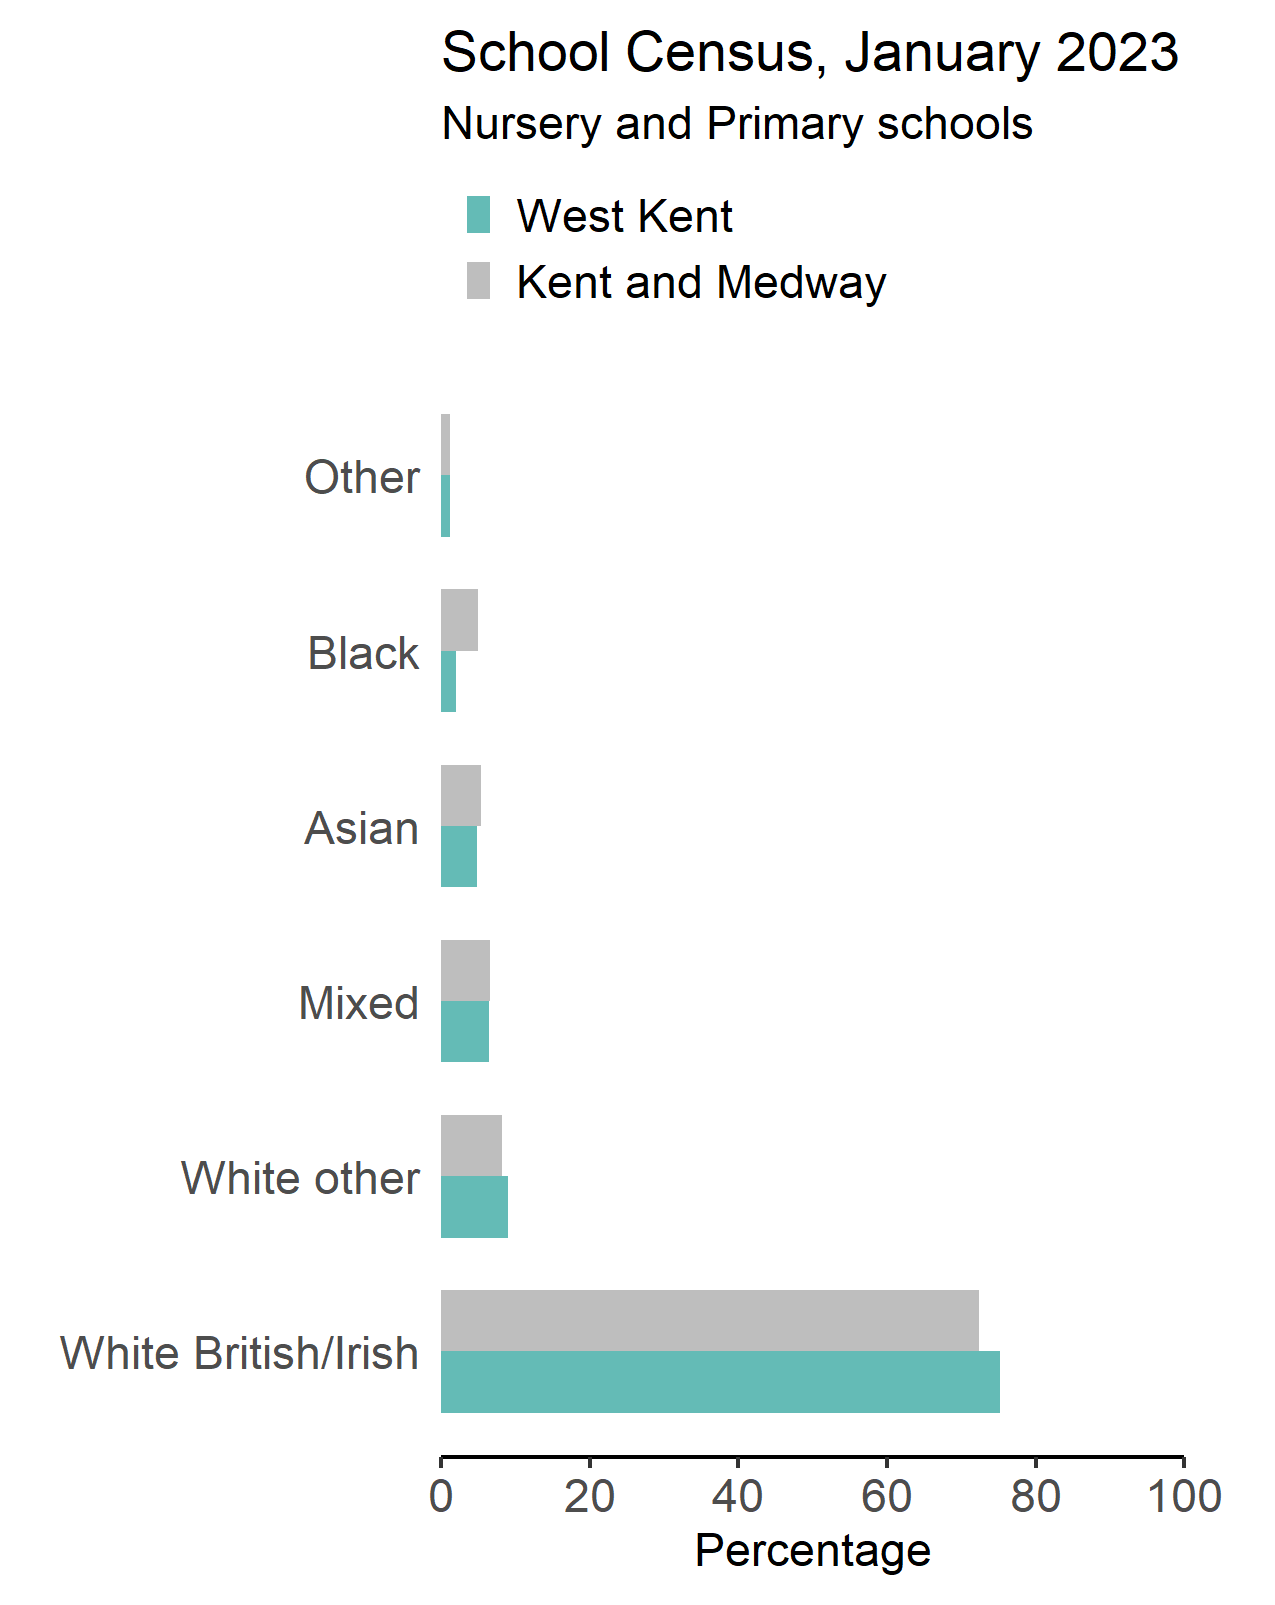 School Census, January 2023
Nursery and Primary schools
West Kent
Kent and Medway
Other
Black
Asian
Mixed
White other
White British/Irish
0 20 40 60 80 100
Percentage